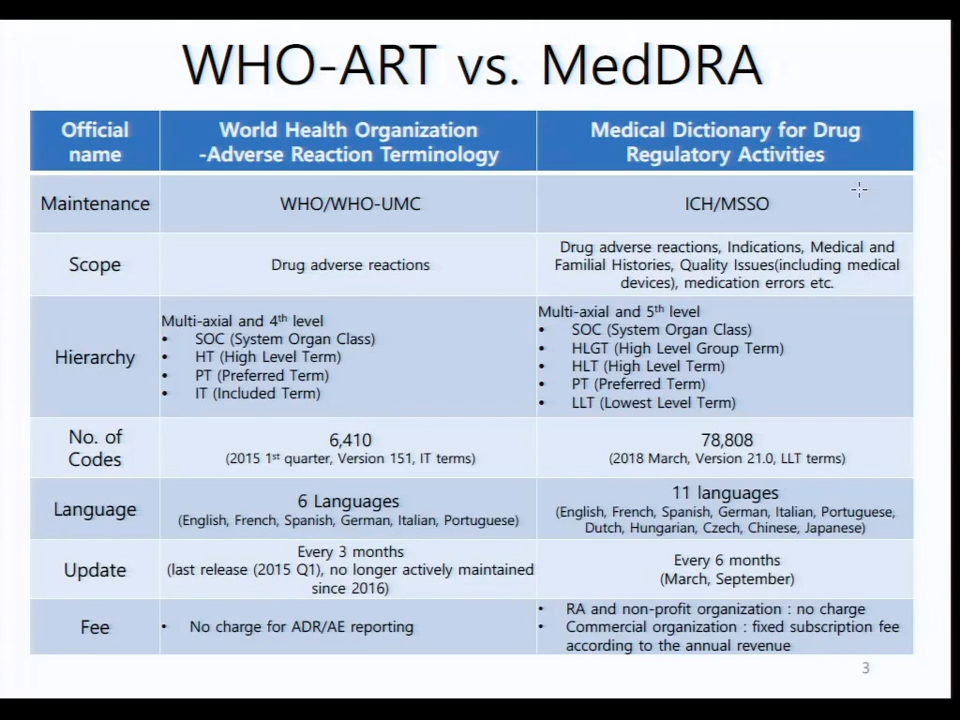 WHO-ART vs. MedDRA
Official
name
World Health Organization
-Adverse Reaction Terminology
Medical Dictionary for Drug
Regulatory Activities
Maintenance
WHO/WHO-UMC
ICH/MSSO
Scope
Drug adverse reactions
Drug adverse reactions, Indications, Medical and
Familial Histories, Quality Issues(including medical
devices), medication errors etc.
Hierarchy
Multi-axial and 4th level
• SOC (System Organ Class)
• HT (High Level Term)
• PT (Preferred Term)
• IT (Included Term)
Multi-axial and 5th level
• SOC (System Organ Class)
• HLGT (High Level Group Term)
• HLT (High Level Term)
• PT (Preferred Term)
• LLT (Lowest Level Term)
No. of
Codes
6,410
(2015 1st quarter, Version 151, IT terms)
78,808
(2018 March, Version 21.0, LLT terms)
Language
6 Languages
(English, French, Spanish, German, Italian, Portuguese)
11 languages
(English, French, Spanish, German, Italian, Portuguese,
Dutch, Hungarian, Czech, Chinese, Japanese)
Update
Every 3 months
(last release (2015 Q1), no longer actively maintained
since 2016)
Every 6 months
(March, September)
Fee
• No charge for ADR/AE reporting
• RA and non-profit organization : no charge
• Commercial organization : fixed subscription fee
according to the annual revenue
3